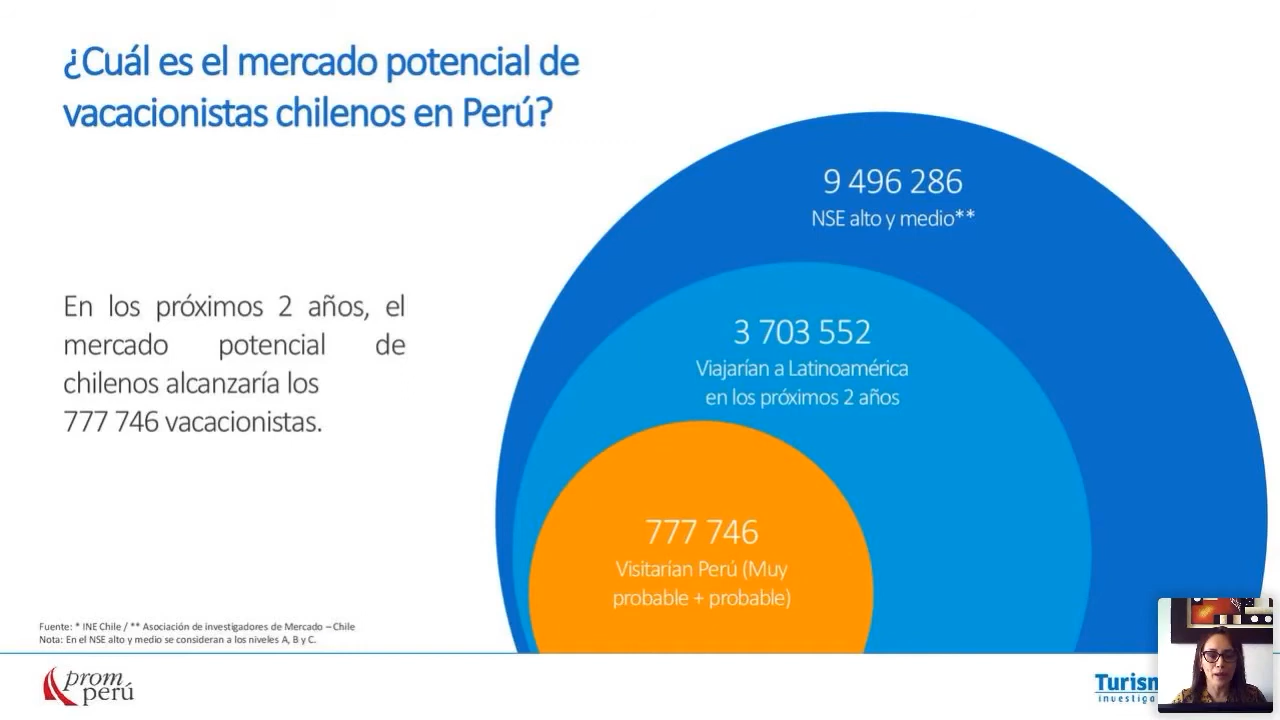 ¿Cuál es el mercado potencial de
vacacionistas chilenos en Perú?
9 496 286
NSE alto y medio**
3 703 552
Viajarían a Latinoamérica
en los próximos 2 años
En los próximos 2 años, el
mercado potencial de
chilenos alcanzaría los
777 746 vacacionistas.
777 746
Visitarían Perú (Muy
probable + probable)
Fuente: * INE Chile / ** Asociación de investigadores de Mercado – Chile
Nota: En el NSE alto y medio se consideran a los niveles A, B y C.
prom
perú